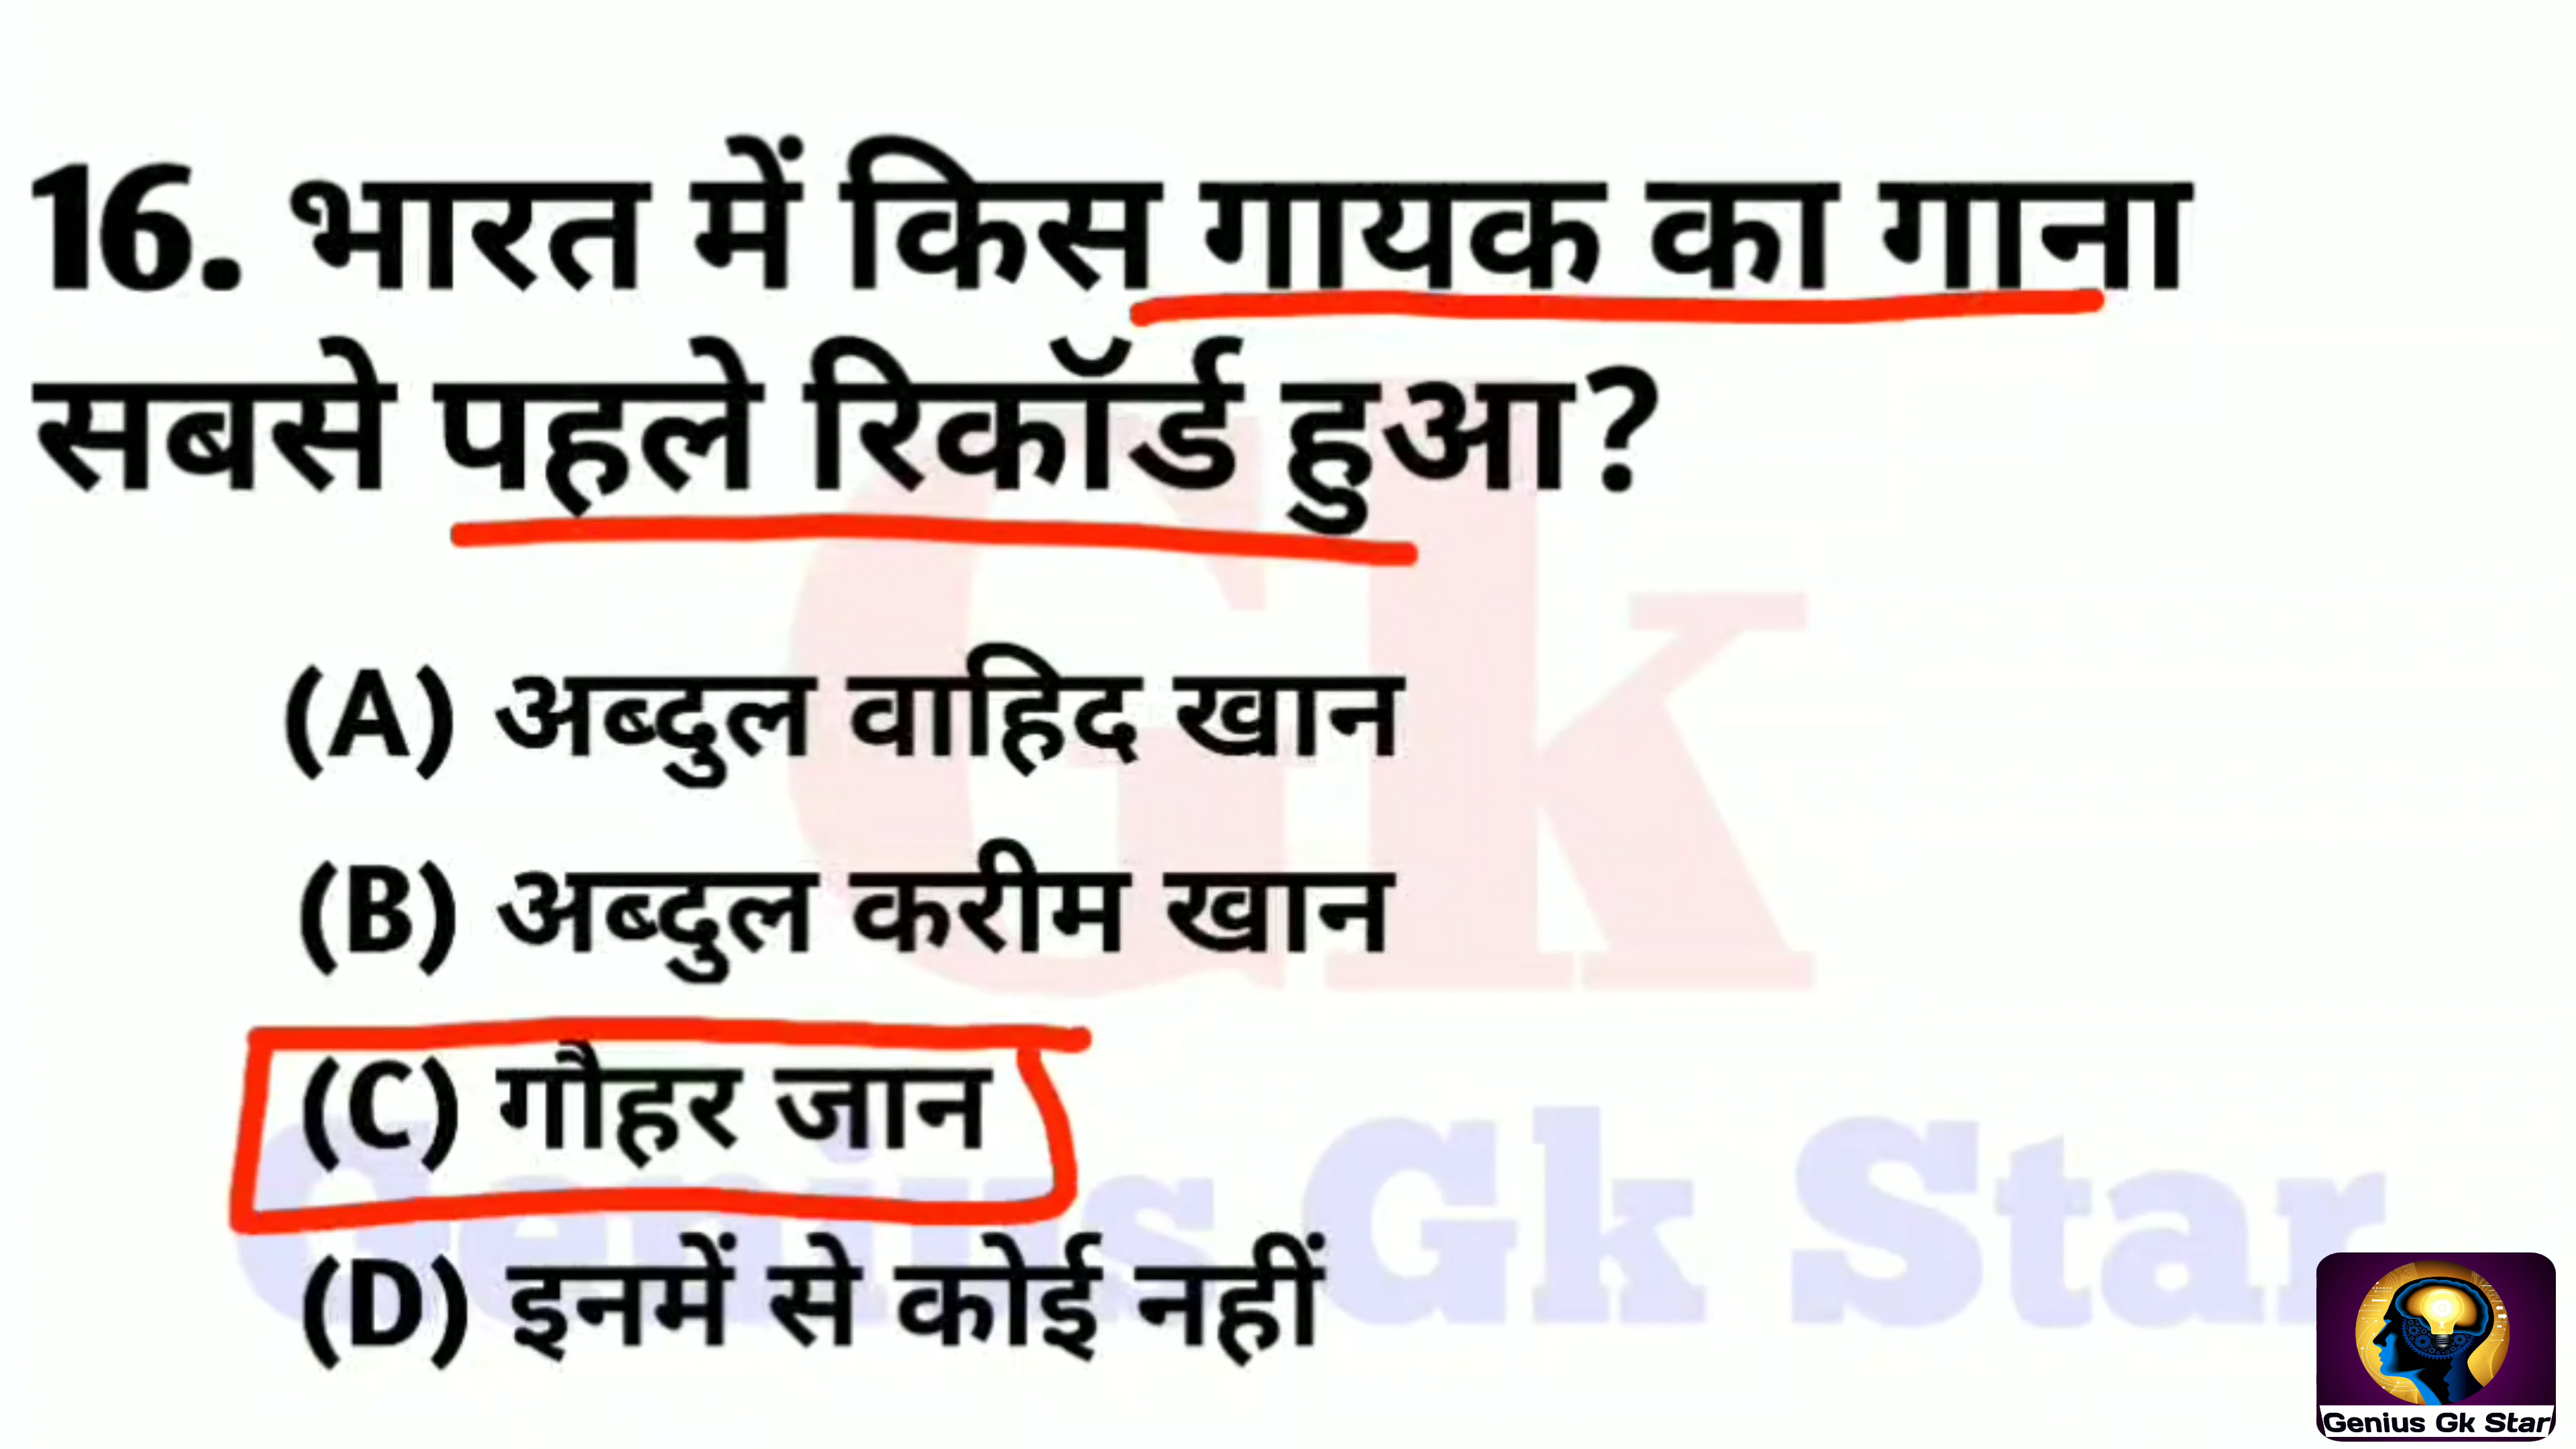 16. भारत में किस गायक का गाना
सबसे पहले रिकॉर्ड हुआ?
(A) अब्दुल वाहिद खान
(B) अब्दुल करीम खान
(C) गौहर जान
(D) इनमें से कोई नहीं
Gk
Genius Gk Star
Genius Gk Star